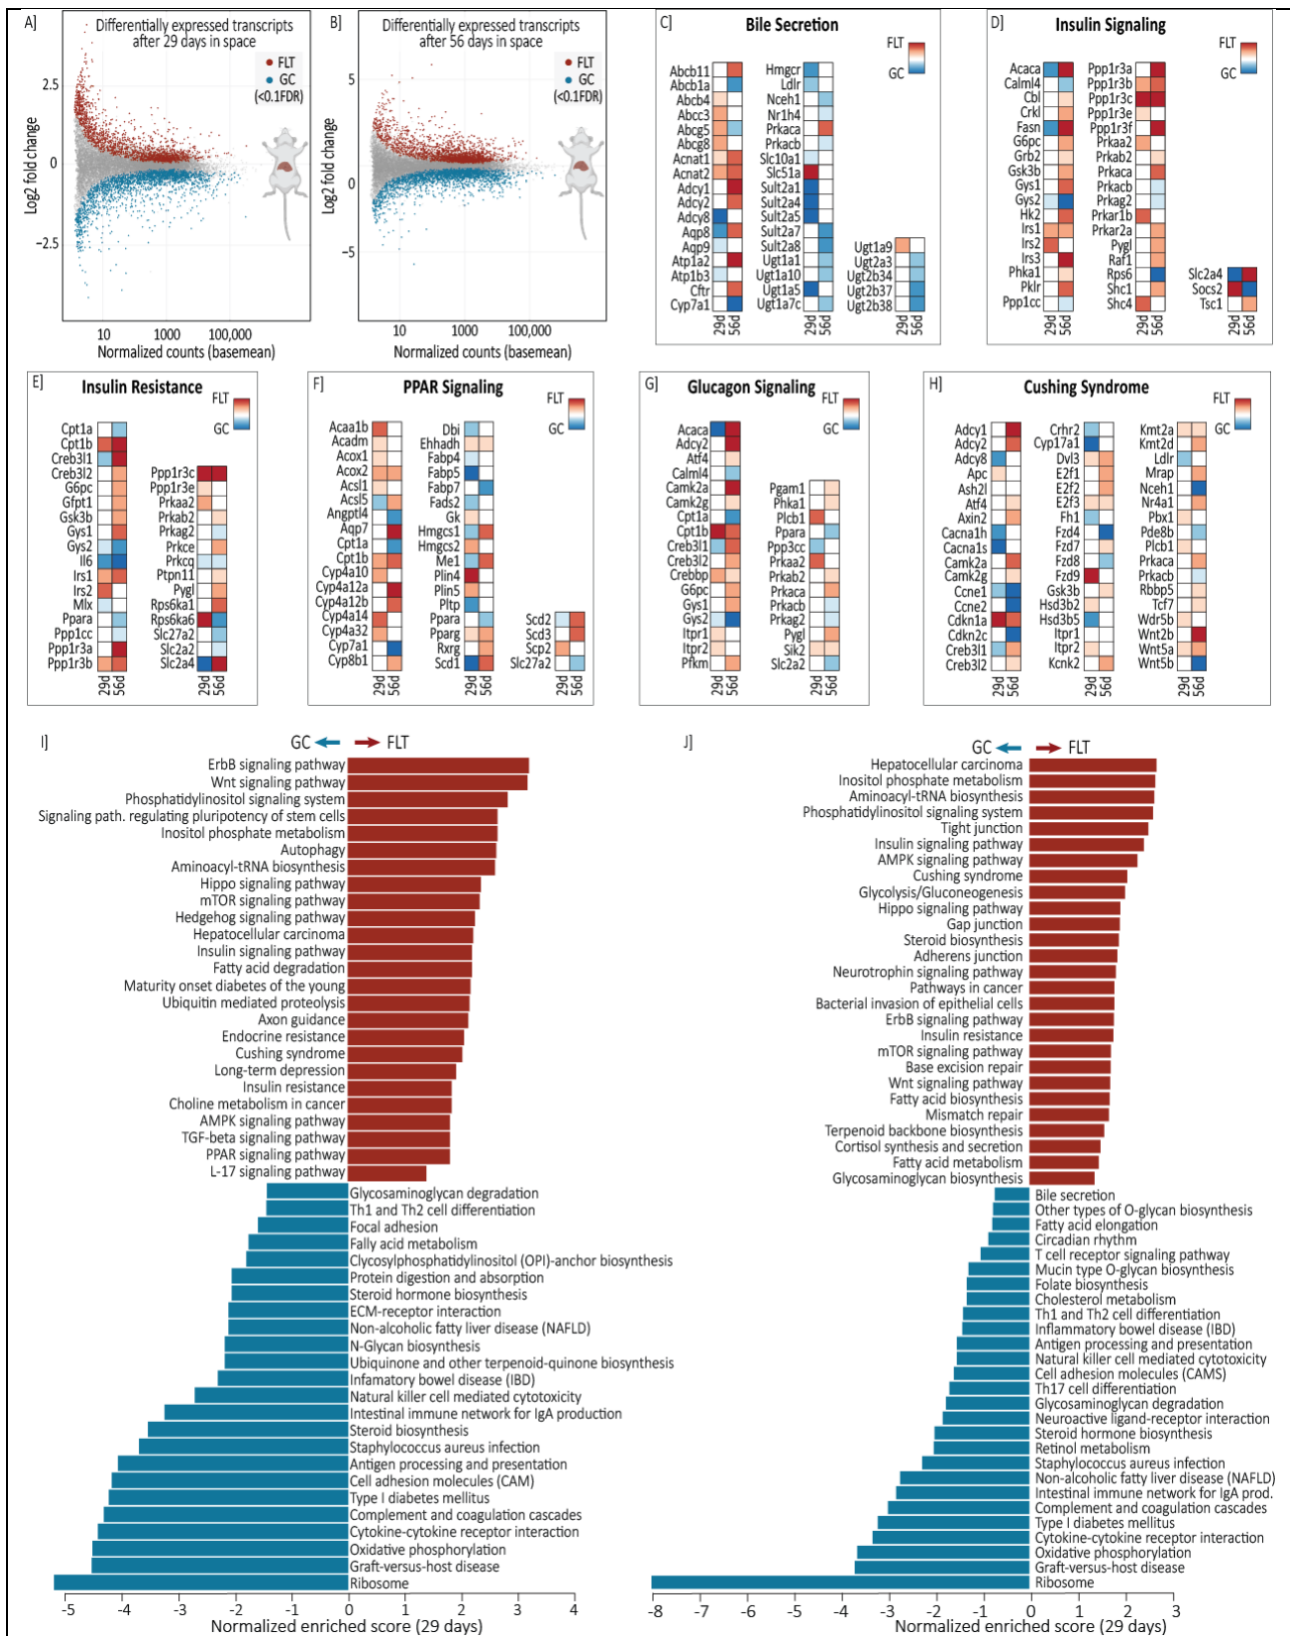 A]
Differentially expressed transcripts
after 29 days in space
FLT
GC
(<0.1FDR)
Log2 fold change
2.5
0
−2.5
10
1000
100,000
Normalized counts (basemean)
B]
Differentially expressed transcripts
after 56 days in space
FLT
GC
(<0.1FDR)
Log2 fold change
5
0
−5
10
1000
100,000
Normalized counts (basemean)
C]
Bile Secretion
FLT
GC
Abcb11
Abcb1a
Abcb4
Abcc3
Abcg5
Abcg8
Acnat1
Acnat2
Adcy1
Adcy2
Adcy8
Aqp8
Aqp9
Atp1a2
Atp1b3
Cftr
Cyp7a1
29d
56d
Hmgcr
Ldlr
Nceh1
Nr1h4
Prkaca
Prkacb
Slc10a1
Slc51a
Sult2a1
Sult2a4
Sult2a5
Sult2a7
Sult2a8
Ugt1a1
Ugt1a10
Ugt1a5
Ugt1a7c
29d
56d
Ugt1a9
Ugt2a3
Ugt2b34
Ugt2b37
Ugt2b38
29d
56d
D]
Insulin Signaling
FLT
GC
Acaca
Calml4
Cbl
Crkl
Fasn
G6pc
Grb2
Gsk3b
Gys1
Gys2
Hk2
Irs1
Irs2
Irs3
Phka1
Pklr
Ppp1cc
29d
56d
Ppp1r3a
Ppp1r3b
Ppp1r3c
Ppp1r3e
Ppp1r3f
Prkaa2
Prkab2
Prkaca
Prkacb
Prkag2
Prkar1b
Prkar2a
Pygl
Raf1
Rps6
Shc1
Shc4
29d
56d
Slc2a4
Socs2
Tsc1
29d
56d
E]
Insulin Resistance
FLT
GC
Cpt1a
Cpt1b
Creb3l1
Creb3l2
G6pc
Gfpt1
Gsk3b
Gys1
Gys2
Il6
Irs1
Irs2
Mlx
Ppara
Ppp1cc
Ppp1r3a
Ppp1r3b
29d
56d
Ppp1r3c
Ppp1r3e
Prkaa2
Prkab2
Prkag2
Prkce
Prkcq
Ptpn11
Pygl
Rps6ka1
Rps6ka6
Slc27a2
Slc2a2
Slc2a4
29d
56d
F]
PPAR Signaling
FLT
GC
Acaa1b
Acadm
Acox1
Acox2
Acsl1
Acsl5
Angptl4
Aqp7
Cpt1a
Cpt1b
Cyp4a10
Cyp4a12a
Cyp4a12b
Cyp4a14
Cyp4a32
Cyp7a1
Cyp8b1
29d
56d
Dbi
Ehhadh
Fabp4
Fabp5
Fabp7
Fads2
Gk
Hmgcs1
Hmgcs2
Me1
Plin4
Plin5
Pltp
Ppara
Pparg
Rxrg
Scd1
29d
56d
Scd2
Scd3
Scp2
Slc27a2
29d
56d
G]
Glucagon Signaling
FLT
GC
Acaca
Adcy2
Atf4
Calml4
Camk2a
Camk2g
Cpt1a
Cpt1b
Creb3l1
Creb3l2
Crebbp
G6pc
Gys1
Gys2
Itpr1
Itpr2
Pfkm
29d
56d
Pgam1
Phka1
Plcb1
Ppara
Ppp3cc
Prkaa2
Prkab2
Prkaca
Prkacb
Prkag2
Pygl
Sik2
Slc2a2
29d
56d
H]
Cushing Syndrome
FLT
GC
Adcy1
Adcy2
Adcy8
Apc
Ash2l
Atf4
Axin2
Cacna1h
Cacna1s
Camk2a
Camk2g
Ccne1
Ccne2
Cdkn1a
Cdkn2c
Creb3l1
Creb3l2
29d
56d
Crhr2
Cyp17a1
Dvl3
E2f1
E2f2
E2f3
Fh1
Fzd4
Fzd7
Fzd8
Fzd9
Gsk3b
Hsd3b2
Hsd3b5
Itpr1
Itpr2
Kcnk2
29d
56d
Kmt2a
Kmt2d
Ldlr
Mrap
Nceh1
Nr4a1
Pbx1
Pde8b
Plcb1
Prkaca
Prkacb
Rbbp5
Tcf7
Wdr5b
Wnt2b
Wnt5a
Wnt5b
29d
56d
I]
GC
FLT
ErbB signaling pathway
Wnt signaling pathway
Phosphatidylinositol signaling system
Signaling path. regulating pluripotency of stem cells
Inositol phosphate metabolism
Autophagy
Aminoacyl-tRNA biosynthesis
Hippo signaling pathway
mTOR signaling pathway
Hedgehog signaling pathway
Hepatocellular carcinoma
Insulin signaling pathway
Fatty acid degradation
Maturity onset diabetes of the young
Ubiquitin mediated proteolysis
Axon guidance
Endocrine resistance
Cushing syndrome
Long-term depression
Insulin resistance
Choline metabolism in cancer
AMPK signaling pathway
TGF-beta signaling pathway
PPAR signaling pathway
L-17 signaling pathway
Glycosaminoglycan degradation
Th1 and Th2 cell differentiation
Focal adhesion
Fally acid metabolism
Clycosylphosphatidylinositol (OPI)-anchor biosynthesis
Protein digestion and absorption
Steroid hormone biosynthesis
ECM-receptor interaction
Non-alcoholic fatty liver disease (NAFLD)
N-Glycan biosynthesis
Ubiquinone and other terpenoid-quinone biosynthesis
Infamatory bowel disease (IBD)
Natural killer cell mediated cytotoxicity
Intestinal immune network for IgA production
Steroid biosynthesis
Staphylococcus aureus infection
Antigen processing and presentation
Cell adhesion molecules (CAM)
Type I diabetes mellitus
Complement and coagulation cascades
Cytokine-cytokine receptor interaction
Oxidative phosphorylation
Graft-versus-host disease
Ribosome
-5 -4 -3 -2 -1 0 1 2 3 4
Normalized enriched score (29 days)
J]
GC
FLT
Hepatocellular carcinoma
Inositol phosphate metabolism
Aminoacyl-tRNA biosynthesis
Phosphatidylinositol signaling system
Tight junction
Insulin signaling pathway
AMPK signaling pathway
Cushing syndrome
Glycolysis/Gluconeogenesis
Hippo signaling pathway
Gap junction
Steroid biosynthesis
Adherens junction
Neurotrophin signaling pathway
Pathways in cancer
Bacterial invasion of epithelial cells
ErbB signaling pathway
Insulin resistance
mTOR signaling pathway
Base excision repair
Wnt signaling pathway
Fatty acid biosynthesis
Mismatch repair
Terpenoid backbone biosynthesis
Cortisol synthesis and secretion
Fatty acid metabolism
Glycosaminoglycan biosynthesis
Bile secretion
Other types of O-glycan biosynthesis
Fatty acid elongation
Circadian rhythm
T cell receptor signaling pathway
Mucin type O-glycan biosynthesis
Folate biosynthesis
Cholesterol metabolism
Th1 and Th2 cell differentiation
Inflammatory bowel disease (IBD)
Antigen processing and presentation
Natural killer cell mediated cytotoxicity
Cell adhesion molecules (CAMS)
Th17 cell differentiation
Glycosaminoglycan degradation
Neuroactive ligand-receptor interaction
Steroid hormone biosynthesis
Retinol metabolism
Staphylococcus aureus infection
Non-alcoholic fatty liver disease (NAFLD)
Intestinal immune network for IgA prod.
Complement and coagulation cascades
Type I diabetes mellitus
Cytokine-cytokine receptor interaction
Oxidative phosphorylation
Graft-versus-host disease
Ribosome
-8 -7 -6 -5 -4 -3 -2 -1 0 1 2 3
Normalized enriched score (29 days)